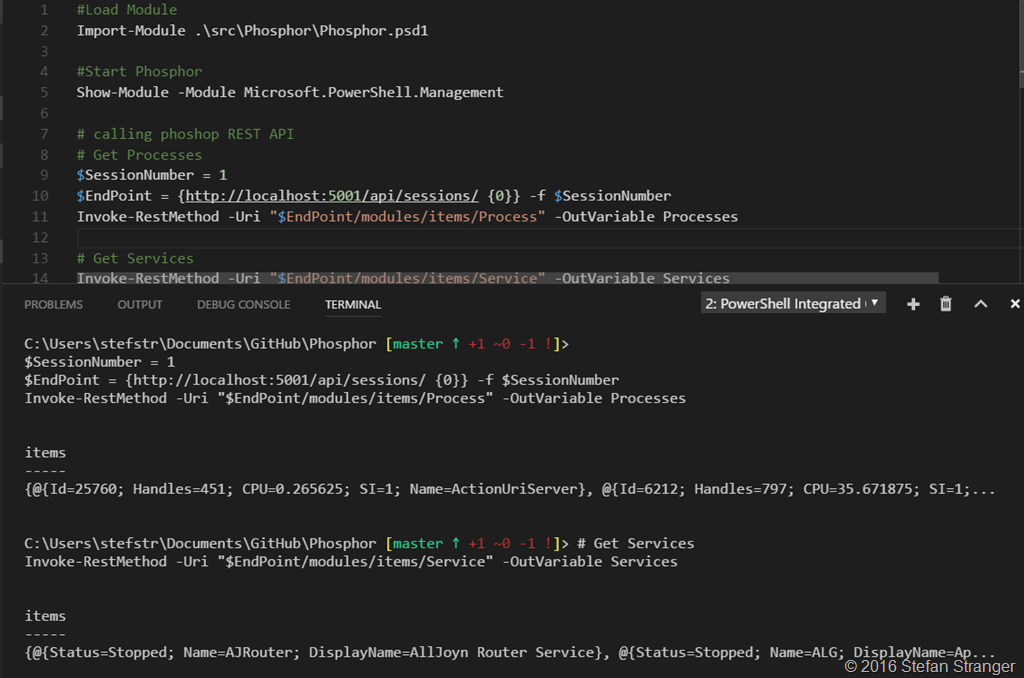 1 #Load Module
2 Import-Module .\src\Phosphor\Phosphor.psd1
3
4 #Start Phosphor
5 Show-Module -Module Microsoft.PowerShell.Management
6
7 # calling phoshop REST API
8 # Get Processes
9 $SessionNumber = 1
10 $EndPoint = {http://localhost:5001/api/sessions/ {0}} -f $SessionNumber
11 Invoke-RestMethod -Uri "$EndPoint/modules/items/Process" -OutVariable Processes
12
13 # Get Services
14 Invoke-RestMethod -Uri "$EndPoint/modules/items/Service" -OutVariable Services
PROBLEMS OUTPUT DEBUG CONSOLE TERMINAL 2: PowerShell Integrated
C:\Users\stefstr\Documents\GitHub\Phosphor [master ↑ +1 ~0 -1 !]>
$SessionNumber = 1
$EndPoint = {http://localhost:5001/api/sessions/ {0}} -f $SessionNumber
Invoke-RestMethod -Uri "$EndPoint/modules/items/Process" -OutVariable Processes
items
-----
{@{Id=25760; Handles=451; CPU=0.265625; SI=1; Name=ActionUriServer}, @{Id=6212; Handles=797; CPU=35.671875; SI=1;...
C:\Users\stefstr\Documents\GitHub\Phosphor [master ↑ +1 ~0 -1 !]> # Get Services
Invoke-RestMethod -Uri "$EndPoint/modules/items/Service" -OutVariable Services
items
-----
{@{Status=Stopped; Name=AJRouter; DisplayName=AllJoyn Router Service}, @{Status=Stopped; Name=ALG; DisplayName=Ap...
© 2016 Stefan Stranger